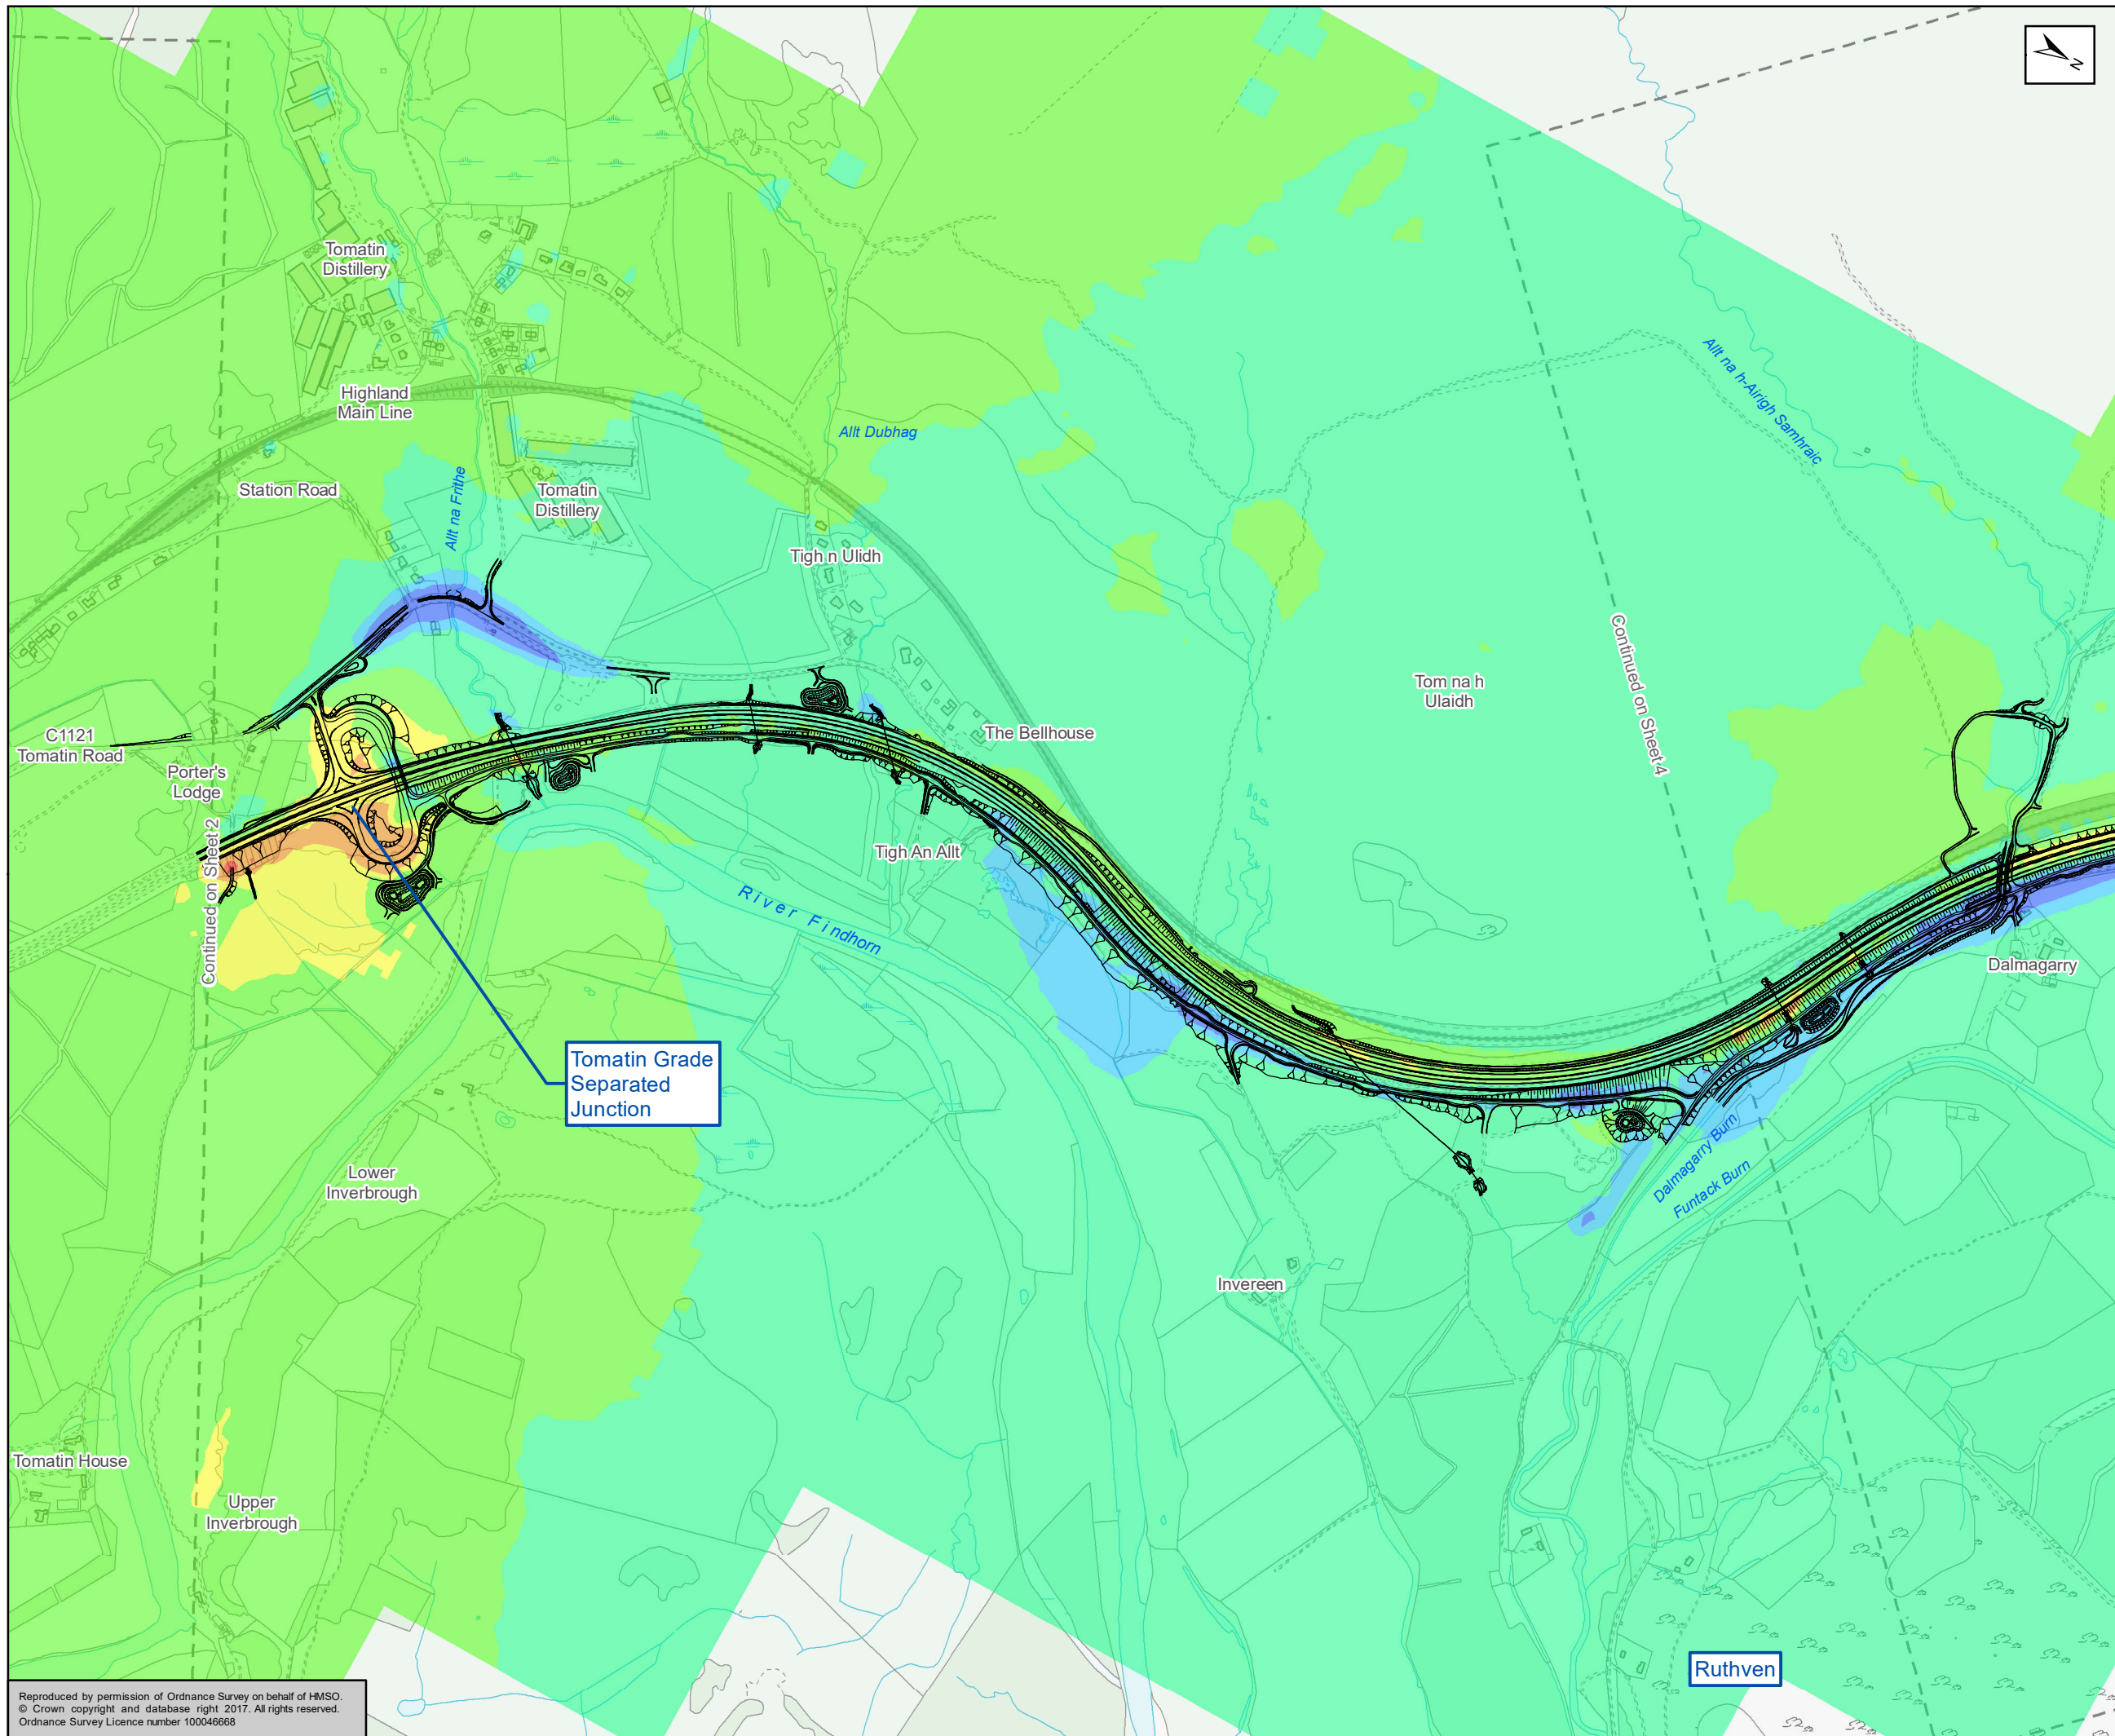 N
Tomatin
Distillery
Highland
Main Line
Allt na h-Airigh Samhraic
Allt Dubhag
Station Road
Allt na Frithe
Tomatin
Distillery
Tigh n Ulidh
Continued on Sheet 4
Tom na h
Ulaidh
C1121
Tomatin Road
The Bellhouse
Porter's
Lodge
Continued on Sheet 2
Tigh An Allt
River Findhorn
Dalmagarry
Tomatin Grade
Separated
Junction
Dalmagarry Burn
Funtack Burn
Lower
Inverbrough
Invereen
Tomatin House
Upper
Inverbrough
Ruthven
Reproduced by permission of Ordnance Survey on behalf of HMSO.
© Crown copyright and database right 2017. All rights reserved.
Ordnance Survey Licence number 100046668